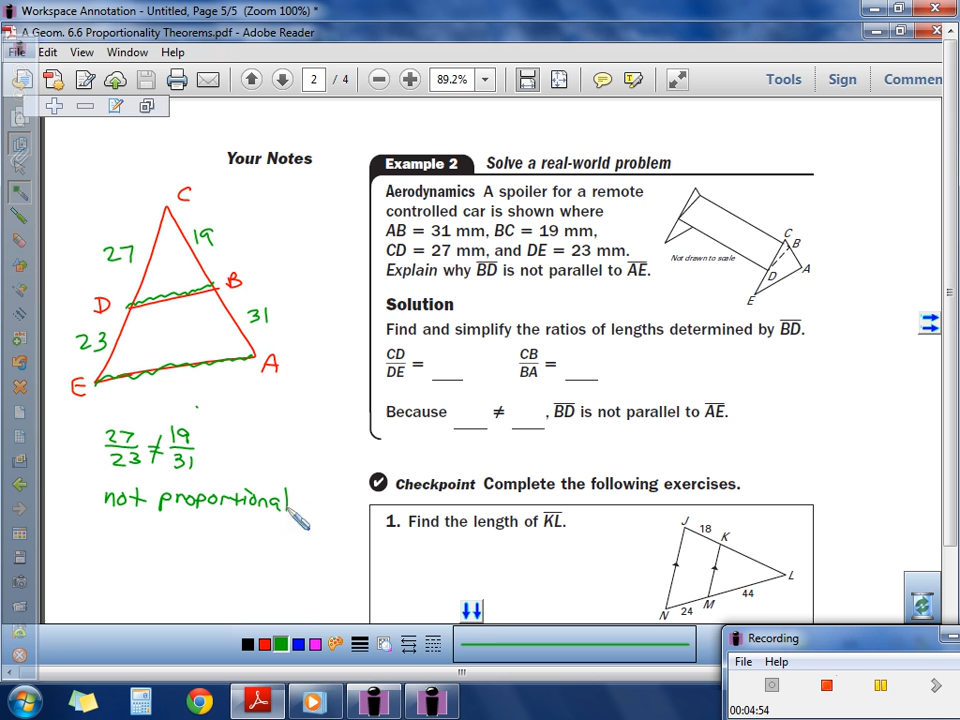 Workspace Annotation - Untitled, Page 5/5 (Zoom 100%) *
A Geom. 6.6 Proportionality Theorems.pdf - Adobe Reader
File Edit View Window Help
2 / 4 89.2% Tools Sign Commen
Your Notes
C
27
19
D
B
23
31
E
A
27/23 ≠ 19/31
not proportional
Example 2 Solve a real-world problem
Aerodynamics A spoiler for a remote
controlled car is shown where
AB = 31 mm, BC = 19 mm,
CD = 27 mm, and DE = 23 mm.
Explain why BD is not parallel to AE.
Not drawn to scale
C
B
A
D
E
Solution
Find and simplify the ratios of lengths determined by BD.
CD/DE = ____ CB/BA = ____
Because ____ ≠ ____, BD is not parallel to AE.
Checkpoint Complete the following exercises.
1. Find the length of KL.
J
18
K
L
44
M
24
N
Recording
File Help
00:04:54